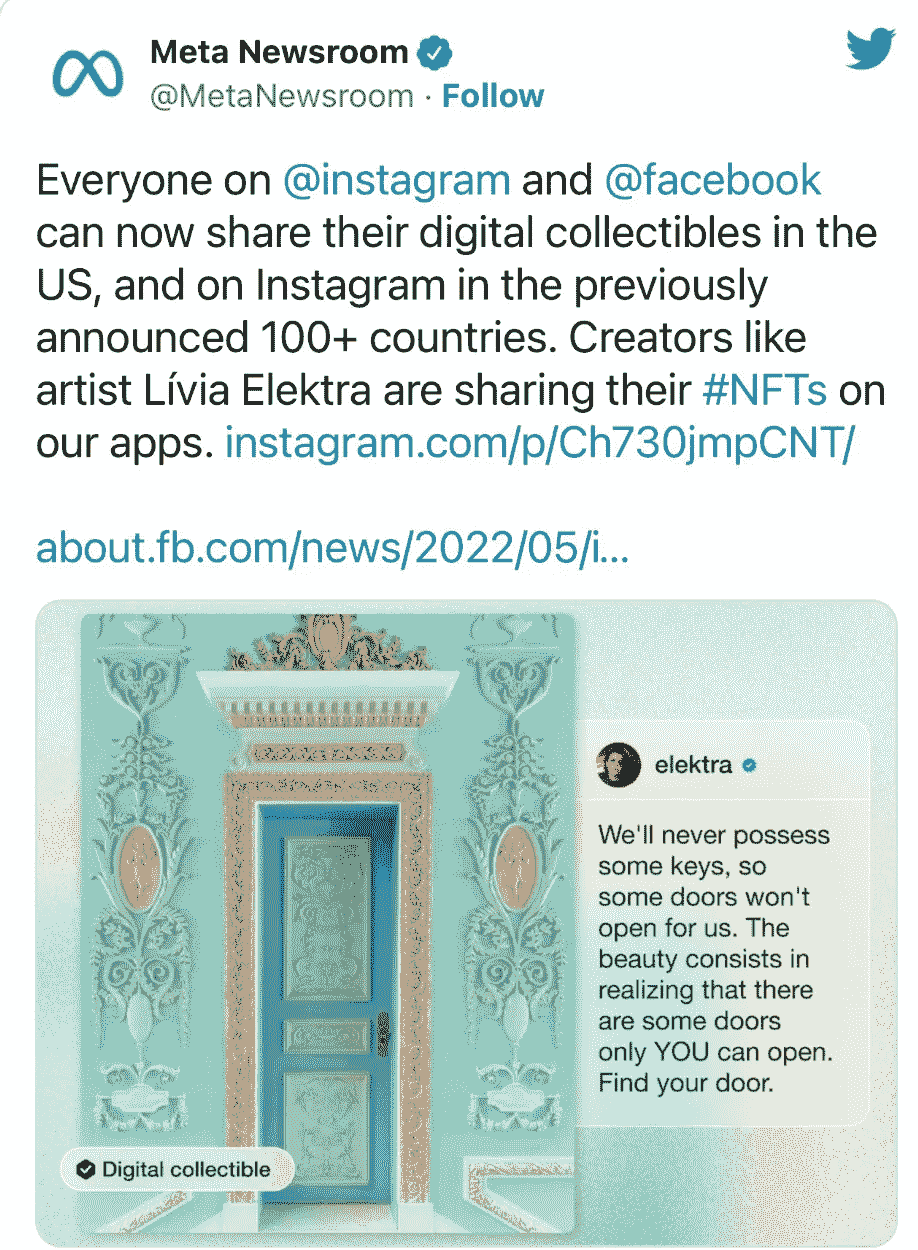 Meta Newsroom
@MetaNewsroom · Follow
Everyone on @instagram and @facebook
can now share their digital collectibles in the
US, and on Instagram in the previously
announced 100+ countries. Creators like
artist Lívia Elektra are sharing their #NFTs on
our apps. instagram.com/p/Ch730jmpCNT/
about.fb.com/news/2022/05/i...
elektra
We'll never possess
some keys, so
some doors won't
open for us. The
beauty consists in
realizing that there
are some doors
only YOU can open.
Find your door.
Digital collectible